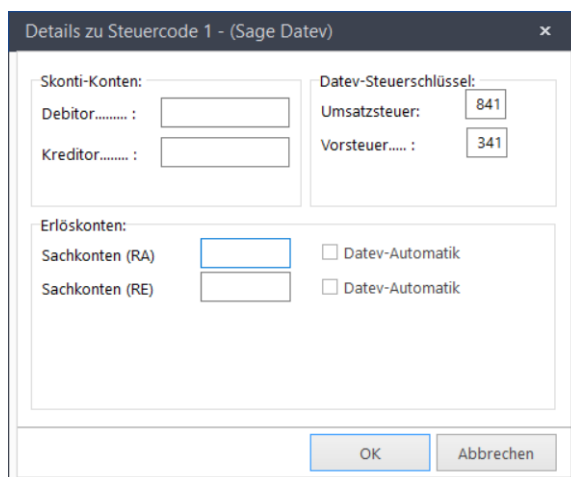 Details zu Steuercode 1 - (Sage Datev)
Skonti-Konten:
Debitor......... :
Kreditor........ :
Datev-Steuerschlüssel:
Umsatzsteuer: 841
Vorsteuer..... : 341
Erlöskonten:
Sachkonten (RA) Datev-Automatik
Sachkonten (RE) Datev-Automatik
OK Abbrechen